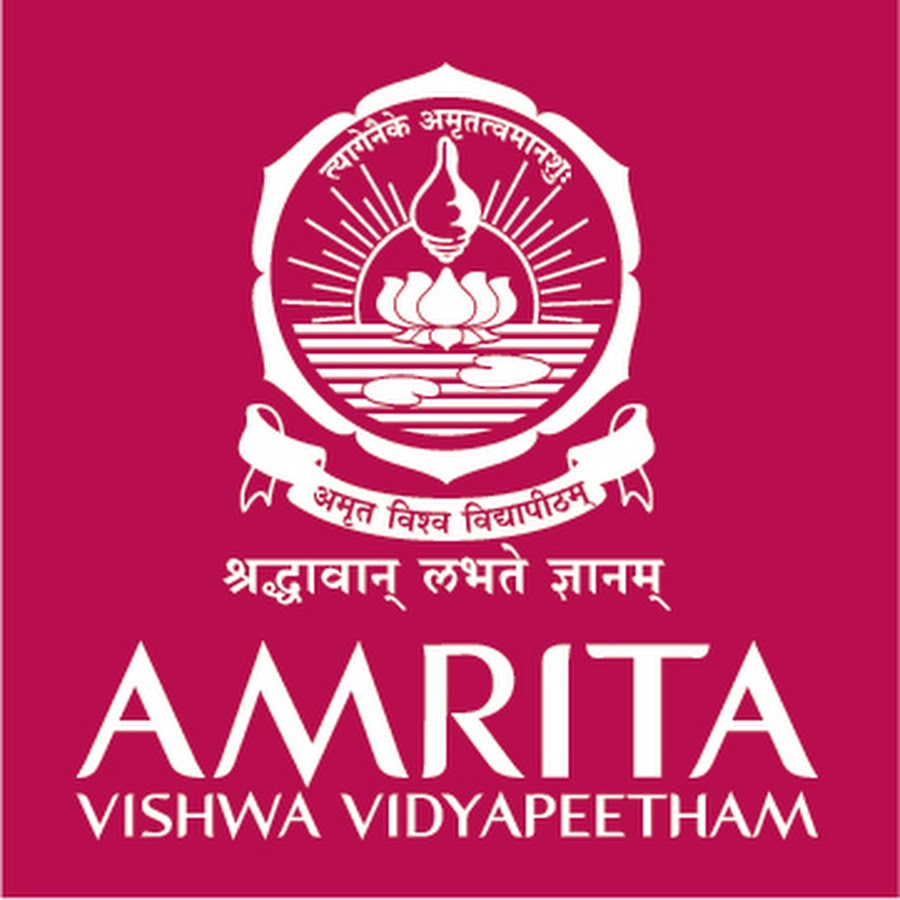 त्यागेनैके अमृतत्वमानशुः
अमृत विश्व विद्यापीठम्
श्रद्धावान् लभते ज्ञानम्
AMRITA
VISHWA VIDYAPEETHAM